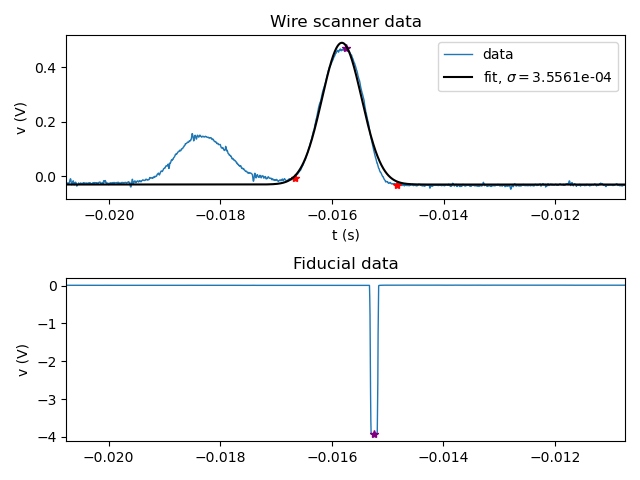 Wire scanner data
data
fit, σ = 3.5561e-04
v (V)
0.4
0.2
0.0
−0.020 −0.018 −0.016 −0.014 −0.012
t (s)
Fiducial data
v (V)
0
−1
−2
−3
−4
−0.020 −0.018 −0.016 −0.014 −0.012